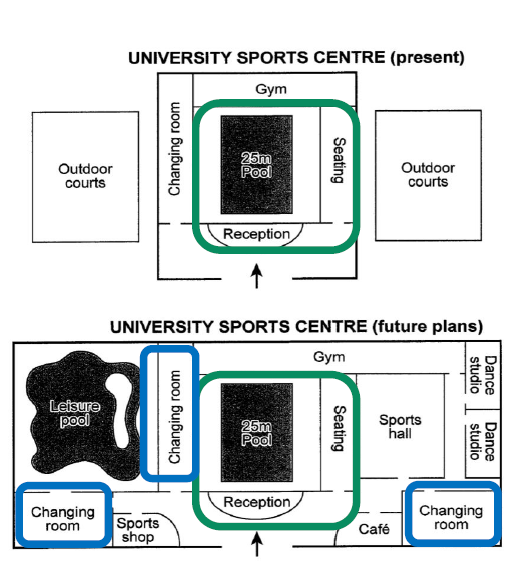 UNIVERSITY SPORTS CENTRE (present)
Gym
Changing room
25m
Pool
Seating
Outdoor
courts
Outdoor
courts
Reception
UNIVERSITY SPORTS CENTRE (future plans)
Gym
Leisure
pool
Changing room
25m
Pool
Seating
Sports
hall
Dance
studio
Dance
studio
Reception
Changing
room
Sports
shop
Café
Changing
room